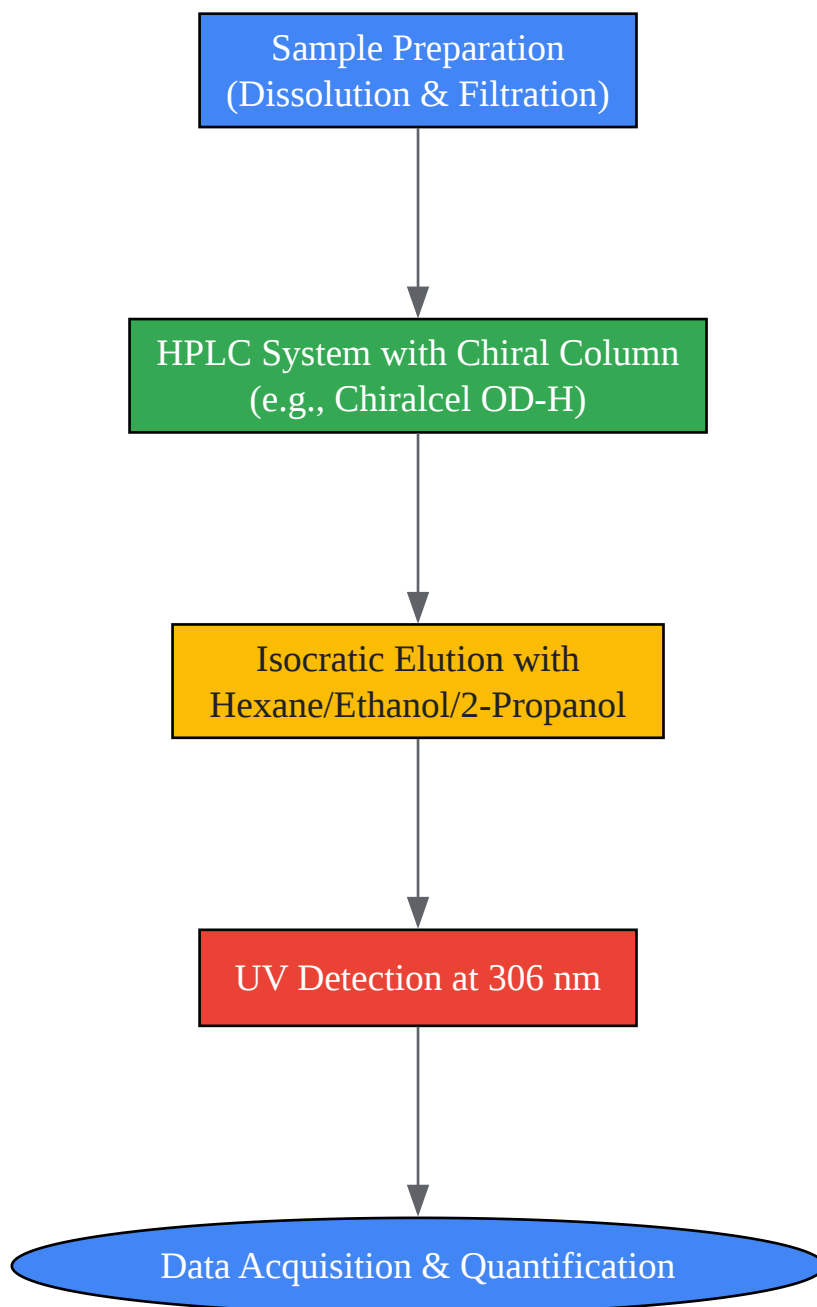 Sample Preparation
(Dissolution & Filtration)
HPLC System with Chiral Column
(e.g., Chiralcel OD-H)
Isocratic Elution with
Hexane/Ethanol/2-Propanol
UV Detection at 306 nm
Data Acquisition & Quantification